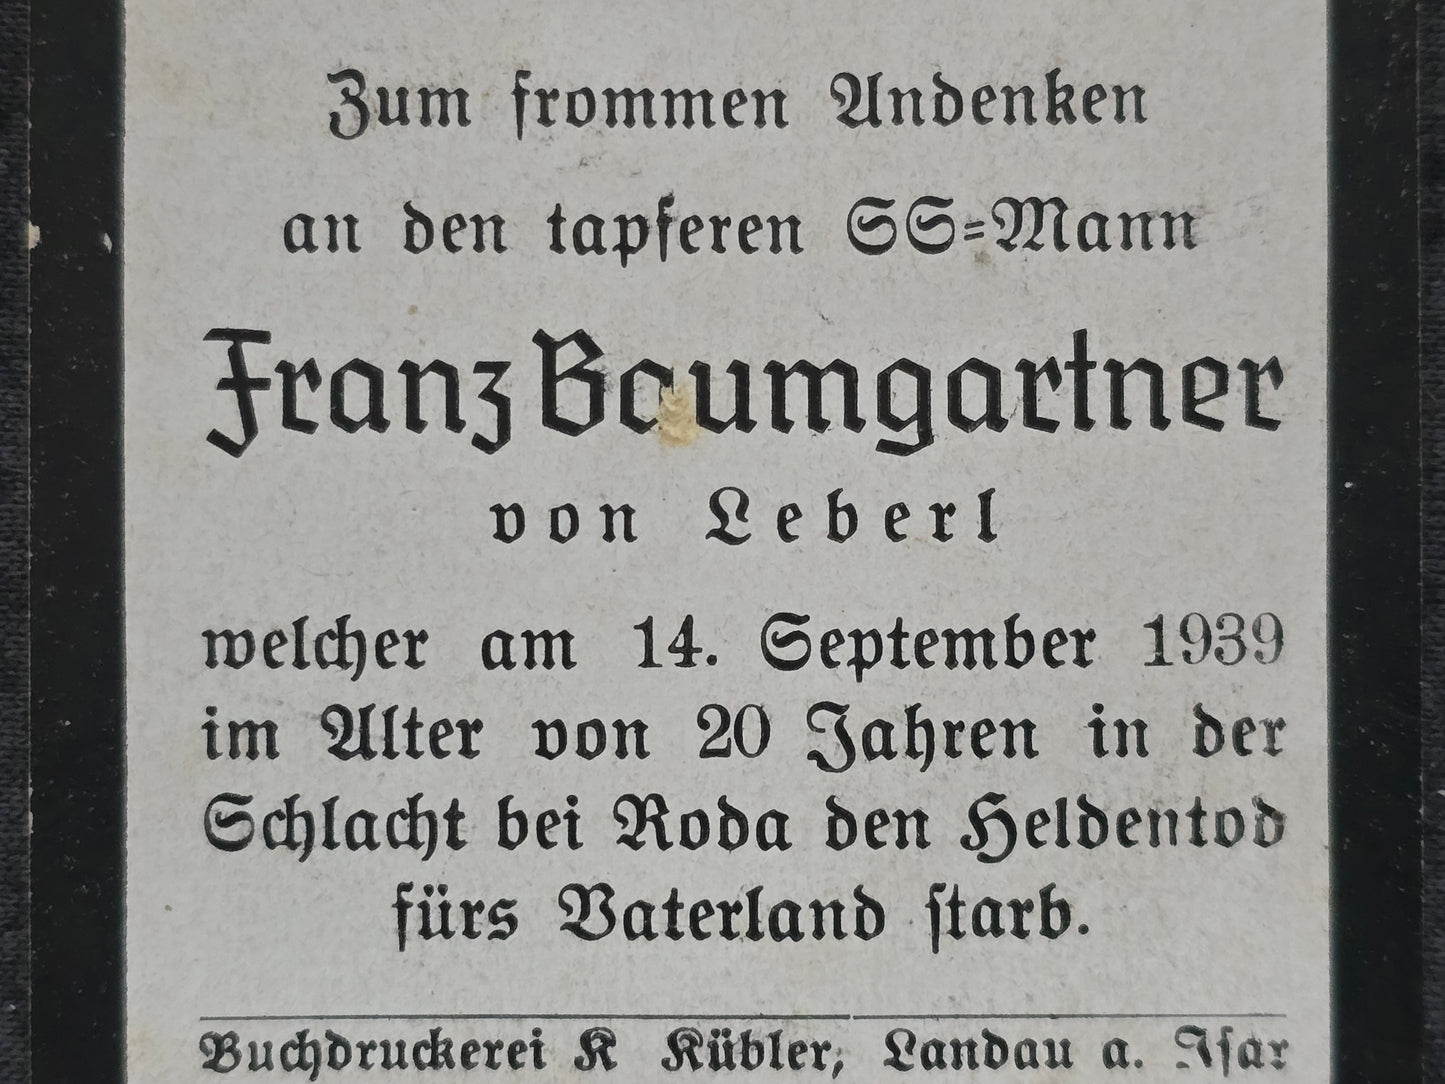 Zum frommen Andenken
an den tapferen SS-Mann
Franz Baumgartner
von Leberl
welcher am 14. September 1939
im Alter von 20 Jahren in der
Schlacht bei Roda den Heldentod
fürs Vaterland starb.
Buchdruckerei K Kübler, Landau a. Isar